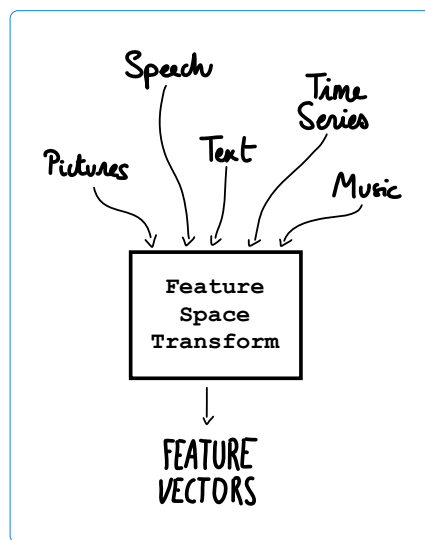 Speech
Time
Series
Text
Pictures
Music
Feature
Space
Transform
FEATURE
VECTORS